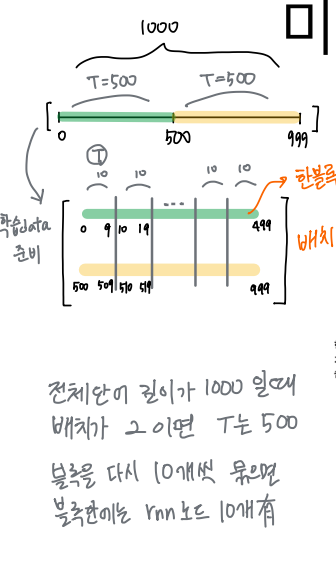 1000
T=500 T=500
0 500 999
T
10 10 10 10
한블록
학습data
준비
...
0 9 10 19 499
배치
500 509 510 519 999
전체단어 길이가 1000 일때
배치가 2 이면 T는 500
블록을 다시 10개씩 묶으면
블록안에는 rnn노드 10개有